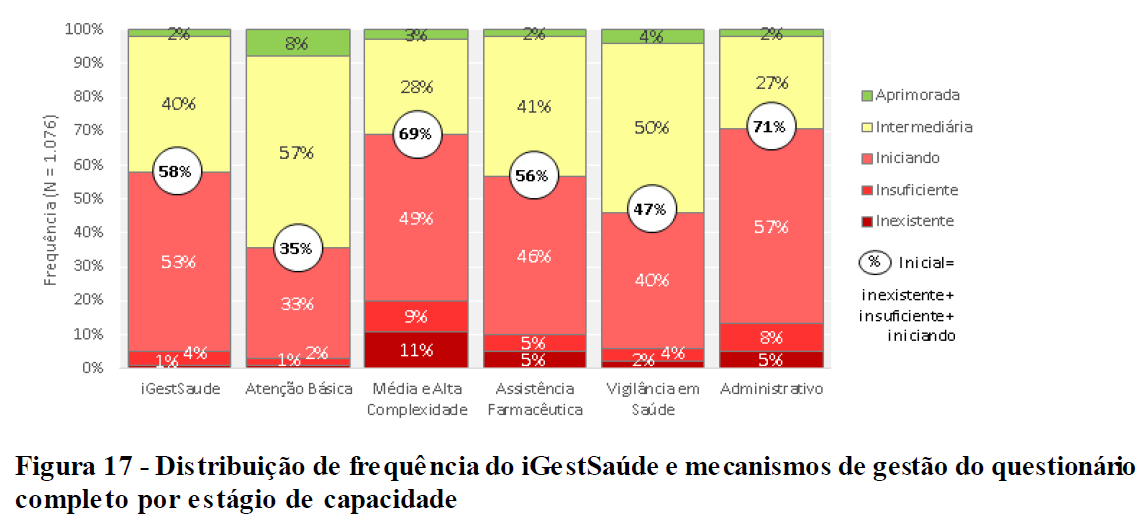 100%
90%
80%
70%
60%
50%
40%
30%
20%
10%
0%
Frequência (N = 1.076)
2%
40%
58%
53%
1% 4%
8%
57%
35%
33%
1% 2%
3%
28%
69%
49%
9%
11%
2%
41%
56%
46%
5%
5%
4%
50%
47%
40%
2% 4%
2%
27%
71%
57%
8%
5%
iGestSaude
Atenção Básica
Média e Alta
Complexidade
Assistência
Farmacêutica
Vigilância em
Saúde
Administrativo
Aprimorada
Intermediária
Iniciando
Insuficiente
Inexistente
% Inicial=
inexistente+
insuficiente+
iniciando
Figura 17 - Distribuição de frequência do iGestSaúde e mecanismos de gestão do questionário
completo por estágio de capacidade